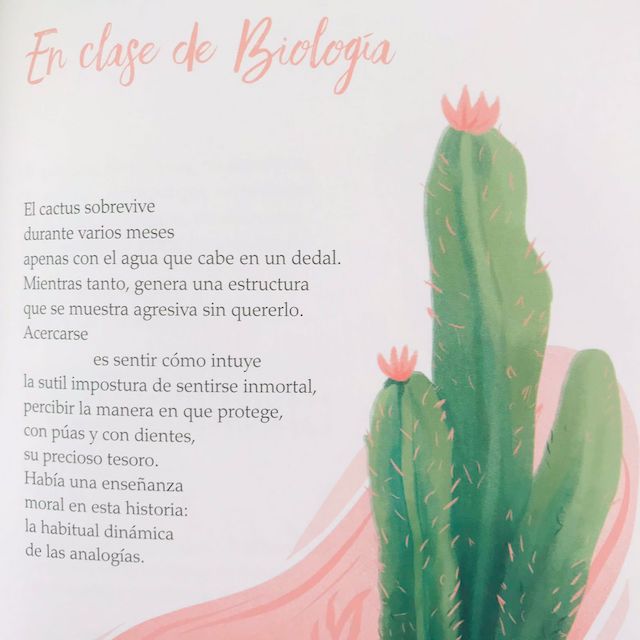 En clase de Biología
El cactus sobrevive
durante varios meses
apenas con el agua que cabe en un dedal.
Mientras tanto, genera una estructura
que se muestra agresiva sin quererlo.
Acercarse
es sentir cómo intuye
la sutil impostura de sentirse inmortal,
percibir la manera en que protege,
con púas y con dientes,
su precioso tesoro.
Había una enseñanza
moral en esta historia:
la habitual dinámica
de las analogías.